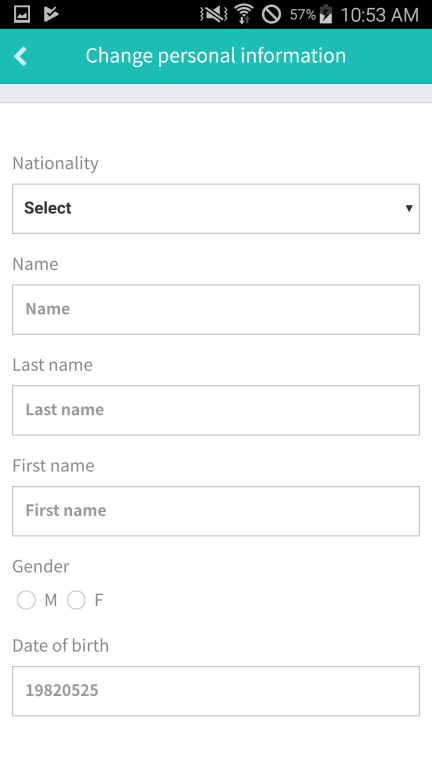 57% 10:53 AM
Change personal information
Nationality
Select
Name
Name
Last name
Last name
First name
First name
Gender
M F
Date of birth
19820525